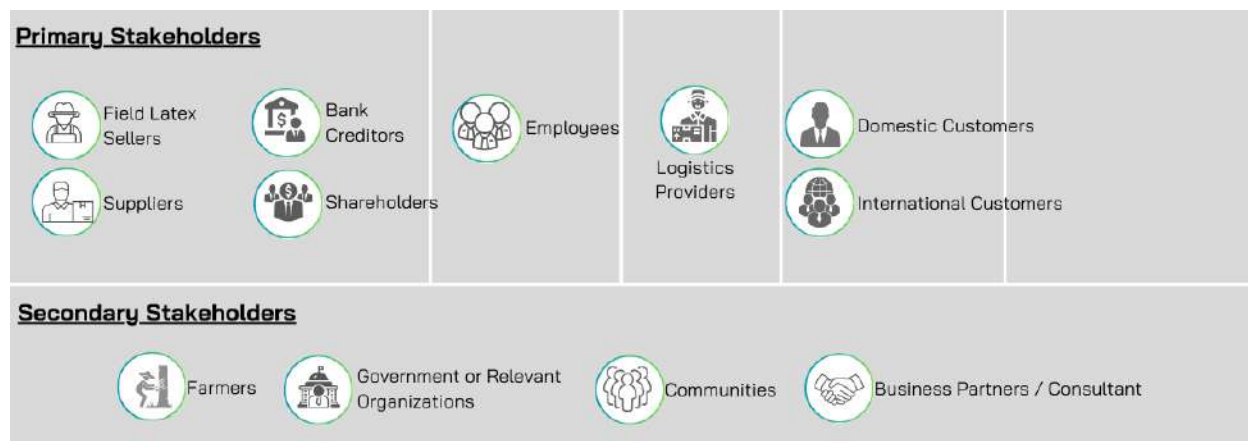 Primary Stakeholders
Field Latex
Sellers
Bank
Creditors
Employees
Logistics
Providers
Domestic Customers
Suppliers
Shareholders
International Customers
Secondary Stakeholders
Farmers
Government or Relevant
Organizations
Communities
Business Partners / Consultant